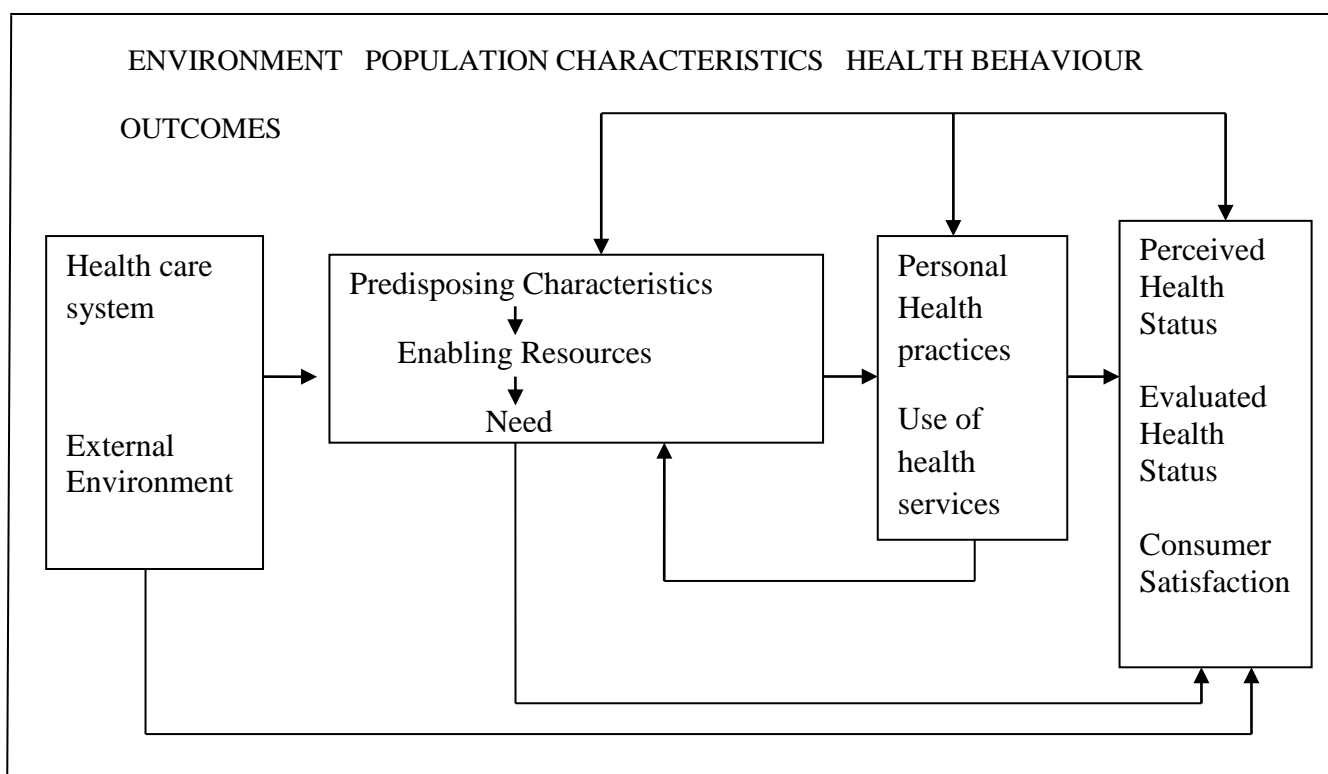 ENVIRONMENT POPULATION CHARACTERISTICS HEALTH BEHAVIOUR
OUTCOMES
Health care
system
External
Environment
Predisposing Characteristics
Enabling Resources
Need
Personal
Health
practices
Use of
health
services
Perceived
Health
Status
Evaluated
Health
Status
Consumer
Satisfaction